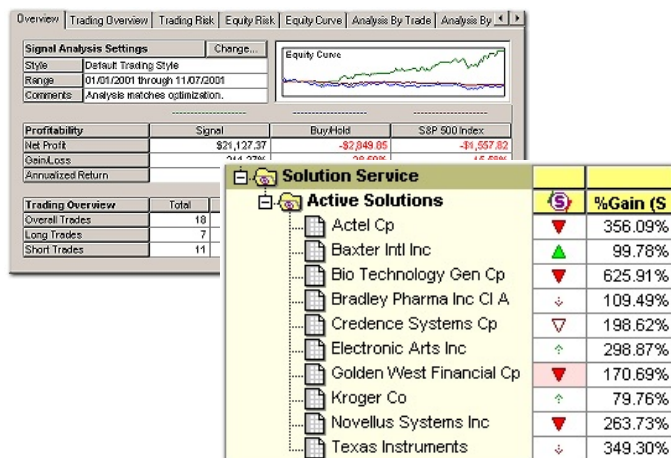 Overview Trading Overview Trading Risk Equity Risk Equity Curve Analysis By Trade Analysis By
Signal Analysis Settings Change...
Style Default Trading Style
Range 01/01/2001 through 11/07/2001
Comments Analysis matches optimization.
Equity Curve
Profitability Signal Buy/Hold S&P 500 Index
Net Profit $21,127.37 -$2,849.85 -$1,557.82
Gain/Loss
Annualized Return
Trading Overview Total
Overall Trades 18
Long Trades 7
Short Trades 11
Solution Service
Active Solutions S %Gain (S
Actel Cp 356.09%
Baxter Intl Inc 99.78%
Bio Technology Gen Cp 625.91%
Bradley Pharma Inc Cl A 109.49%
Credence Systems Cp 198.62%
Electronic Arts Inc 298.87%
Golden West Financial Cp 170.69%
Kroger Co 79.76%
Novellus Systems Inc 263.73%
Texas Instruments 349.30%